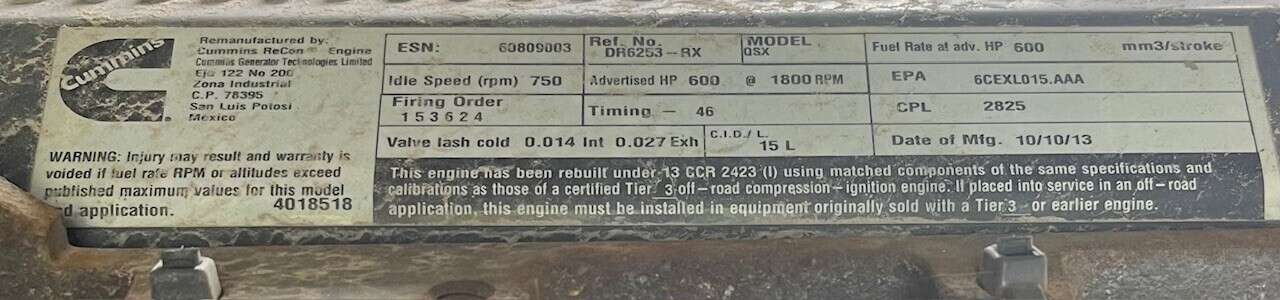 Cummins
Remanufactured by:
Cummins ReCon® Engine
Cummins Generator Technologies Limited
Eje 122 No 200
Zona Industrial
C.P. 78395
San Luis Potosi
Mexico
WARNING: Injury may result and warranty is
voided if fuel rate RPM or altitudes exceed
published maximum values for this model
and application. 4018518
ESN: 60809003
Ref. No. DR6253-RX
MODEL QSX
Fuel Rate at adv. HP 600 mm3/stroke
Idle Speed (rpm) 750
Advertised HP 600 @ 1800 RPM
EPA 6CEXL015.AAA
Firing Order
1 5 3 6 2 4
Timing - 46
CPL 2825
Valve lash cold 0.014 Int 0.027 Exh
C.I.D./ L.
15 L
Date of Mfg. 10/10/13
This engine has been rebuilt under 13 CCR 2423 (l) using matched components of the same specifications and
calibrations as those of a certified Tier 3-off-road compression-ignition engine. If placed into service in an off-road
application, this engine must be installed in equipment originally sold with a Tier 3 or earlier engine.